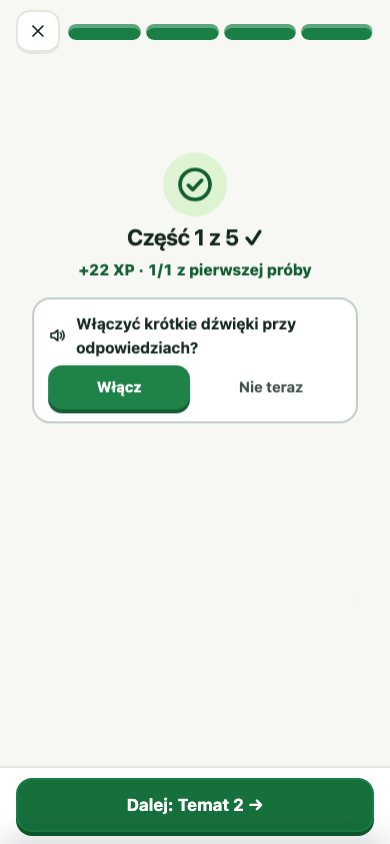 Część 1 z 5 ✓
+22 XP · 1/1 z pierwszej próby
Włączyć krótkie dźwięki przy
odpowiedziach?
Włącz
Nie teraz
Dalej: Temat 2 →